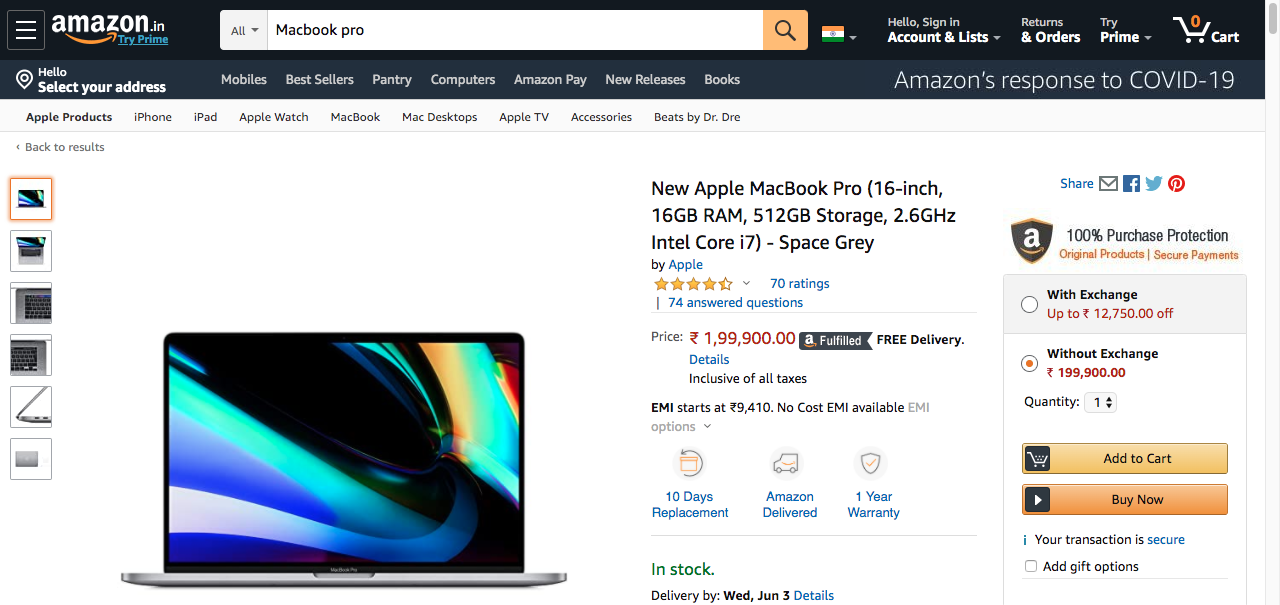 amazon.in
Try Prime
All
Macbook pro
Hello, Sign in
Account & Lists
Returns
& Orders
Try
Prime
0
Cart
Hello
Select your address
Mobiles
Best Sellers
Pantry
Computers
Amazon Pay
New Releases
Books
Amazon's response to COVID-19
Apple Products
iPhone
iPad
Apple Watch
MacBook
Mac Desktops
Apple TV
Accessories
Beats by Dr. Dre
‹ Back to results
MacBook Pro
New Apple MacBook Pro (16-inch,
16GB RAM, 512GB Storage, 2.6GHz
Intel Core i7) - Space Grey
by Apple
70 ratings
| 74 answered questions
Price: ₹ 1,99,900.00 a Fulfilled FREE Delivery.
Details
Inclusive of all taxes
EMI starts at ₹9,410. No Cost EMI available EMI
options
10 Days
Replacement
Amazon
Delivered
1 Year
Warranty
In stock.
Delivery by: Wed, Jun 3 Details
Share
a
100% Purchase Protection
Original Products | Secure Payments
With Exchange
Up to ₹ 12,750.00 off
Without Exchange
₹ 199,900.00
Quantity: 1
Add to Cart
Buy Now
i Your transaction is secure
Add gift options